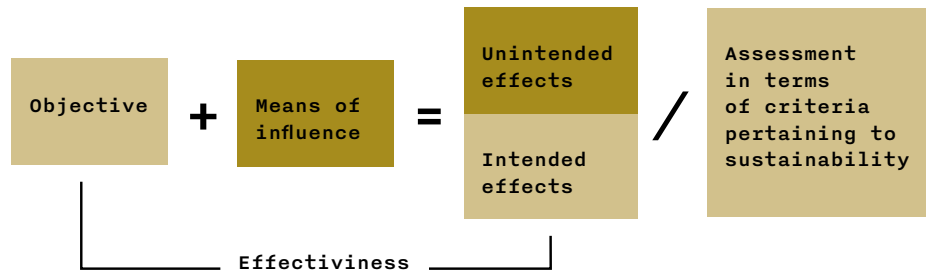 Objective
+
Means of
influence
=
Unintended
effects
Intended
effects
/
Assessment
in terms
of criteria
pertaining to
sustainability
Effectiviness